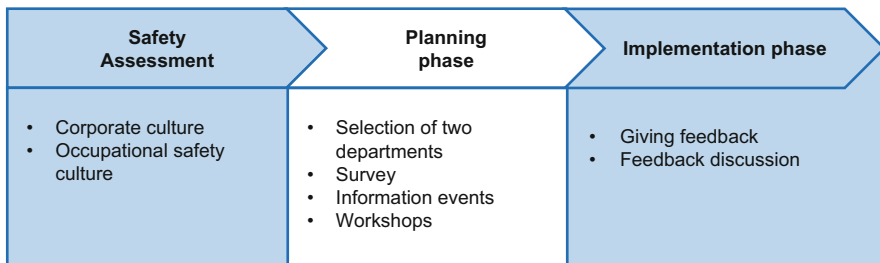 Safety
Assessment
Planning
phase
Implementation phase
• Corporate culture
• Occupational safety
culture
• Selection of two
departments
• Survey
• Information events
• Workshops
• Giving feedback
• Feedback discussion